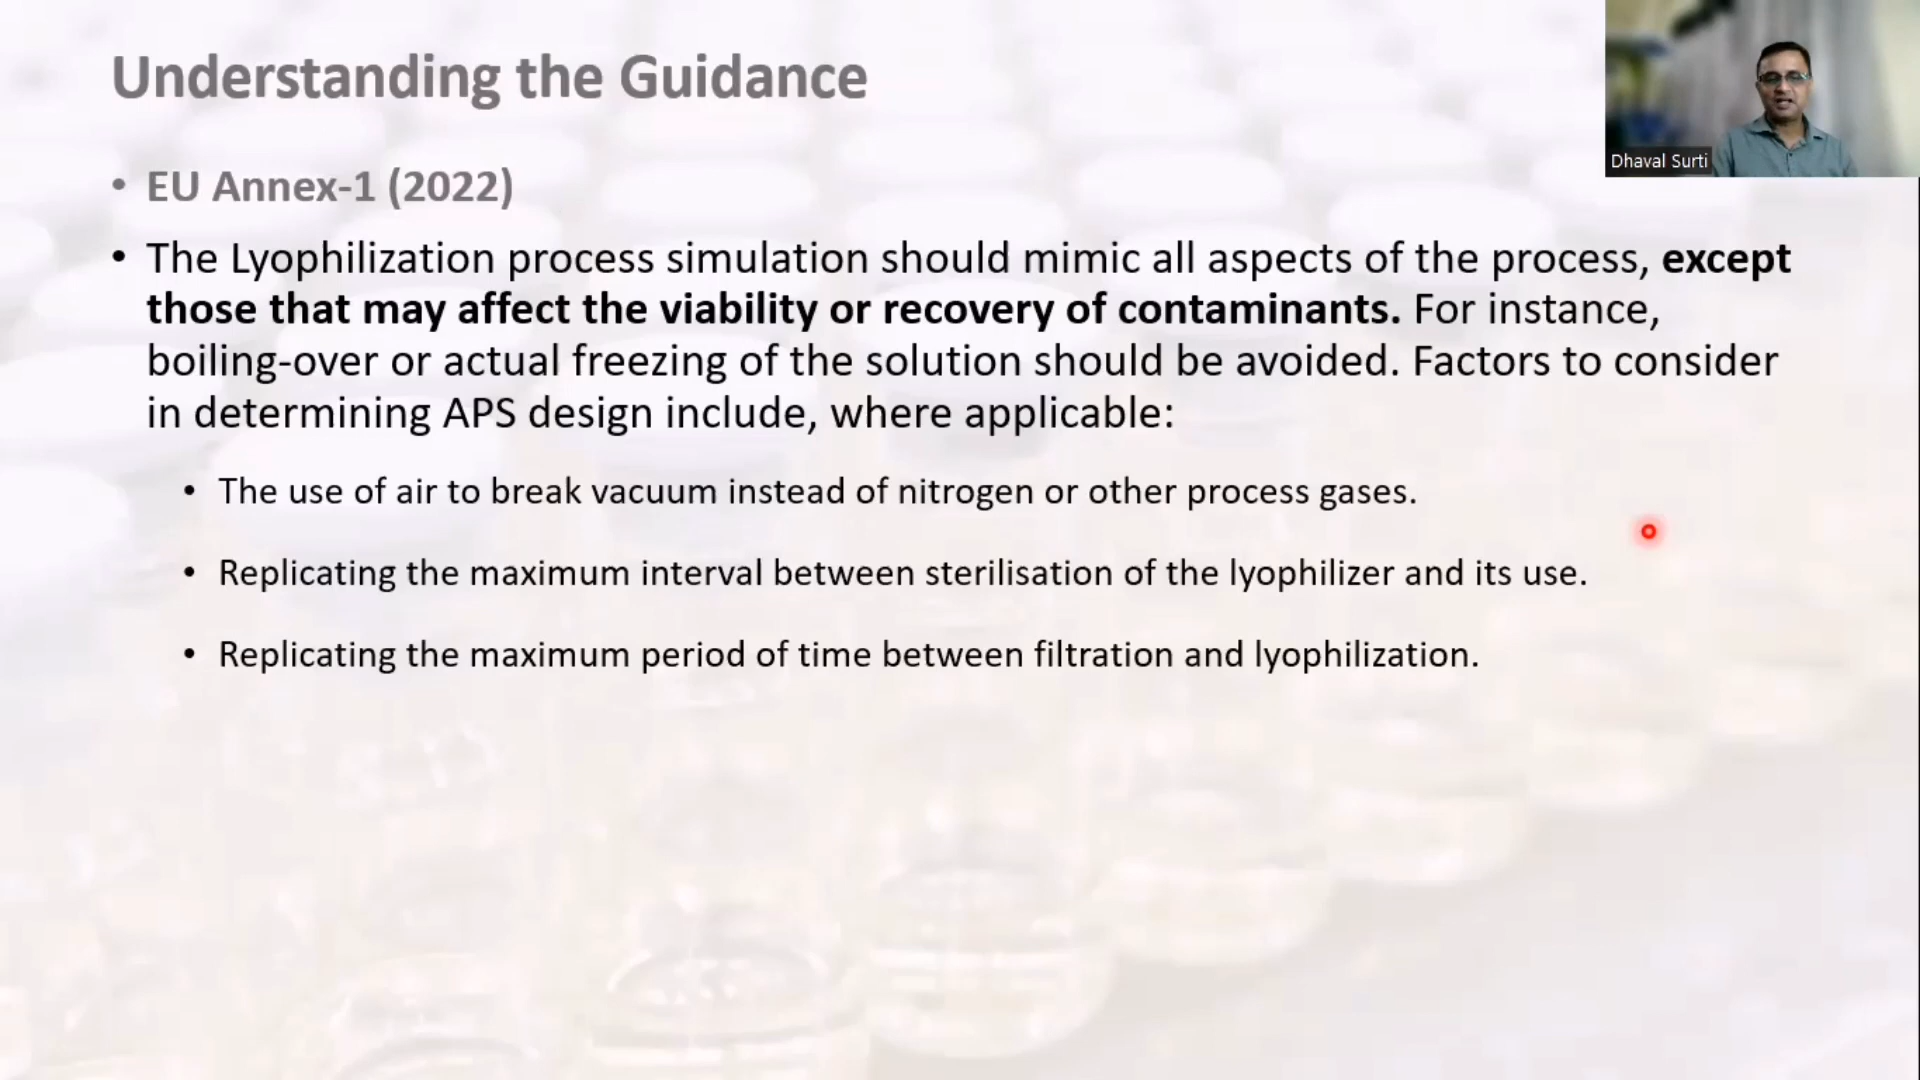 Understanding the Guidance
Dhaval Surti
• EU Annex-1 (2022)
• The Lyophilization process simulation should mimic all aspects of the process, except
those that may affect the viability or recovery of contaminants. For instance,
boiling-over or actual freezing of the solution should be avoided. Factors to consider
in determining APS design include, where applicable:
• The use of air to break vacuum instead of nitrogen or other process gases.
• Replicating the maximum interval between sterilisation of the lyophilizer and its use.
• Replicating the maximum period of time between filtration and lyophilization.